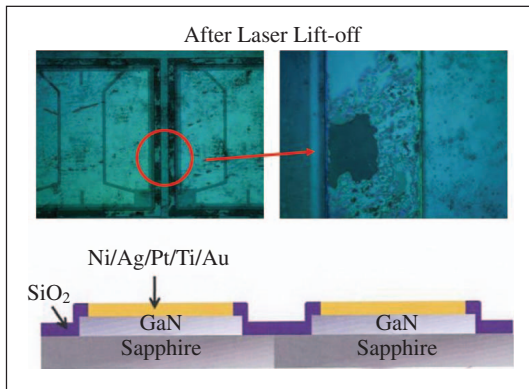 After Laser Lift-off
Ni/Ag/Pt/Ti/Au
SiO₂
GaN GaN
Sapphire Sapphire